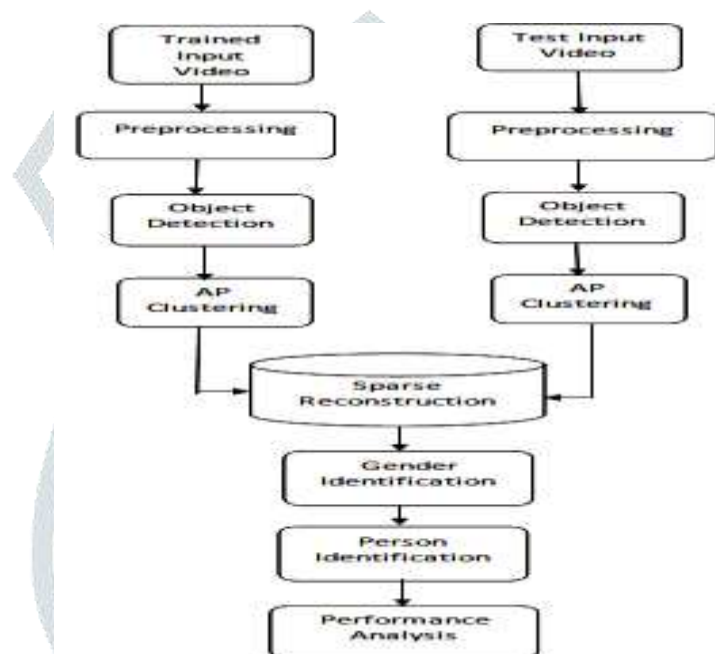 Trained
Input
Video
Preprocessing
Object
Detection
AP
Clustering
Test Input
Video
Preprocessing
Object
Detection
AP
Clustering
Sparse
Reconstruction
Gender
Identification
Person
Identification
Performance
Analysis